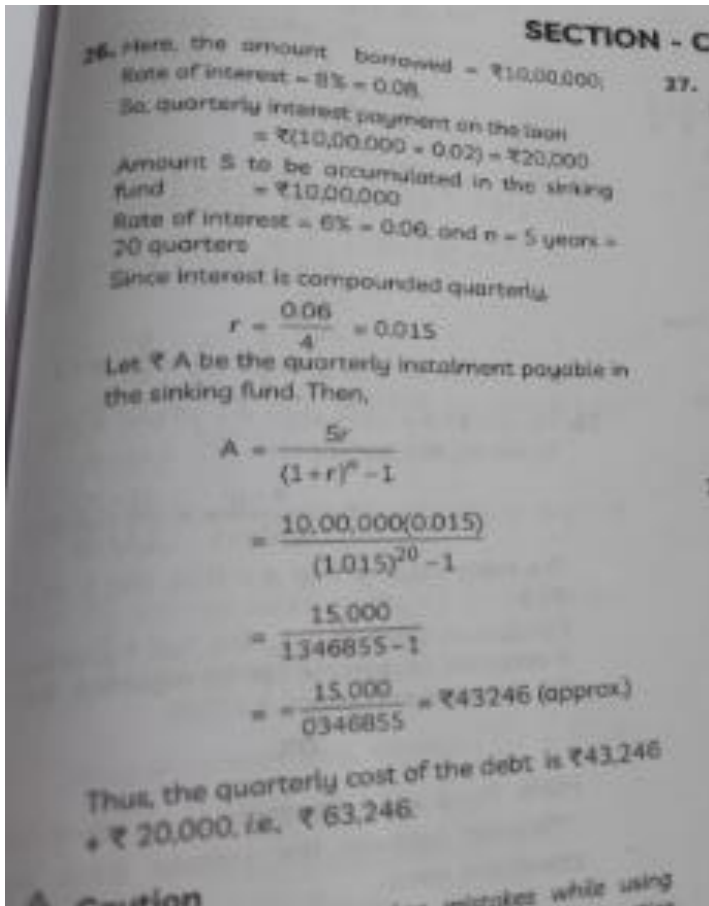 SECTION - C
26. Here, the amount borrowed = ₹10,00,000;
27.
Rate of interest = 8% = 0.08.
So, quarterly interest payment on the loan
= ₹(10,00,000 × 0.02) = ₹20,000
Amount S to be accumulated in the sinking
fund = ₹10,00,000
Rate of interest = 6% = 0.06, and n = 5 years =
20 quarters
Since interest is compounded quarterly,
r = 0.06 / 4 = 0.015
Let ₹ A be the quarterly instalment payable in
the sinking fund. Then,
A = Sr / (1+r)ⁿ - 1
= 10,00,000(0.015) / (1.015)²⁰ - 1
= 15,000 / 1346855 - 1
= - 15,000 / 0346855 = ₹43246 (approx.)
Thus, the quarterly cost of the debt is ₹43,246
+ ₹ 20,000, i.e., ₹ 63,246.
Caution
mistakes while using